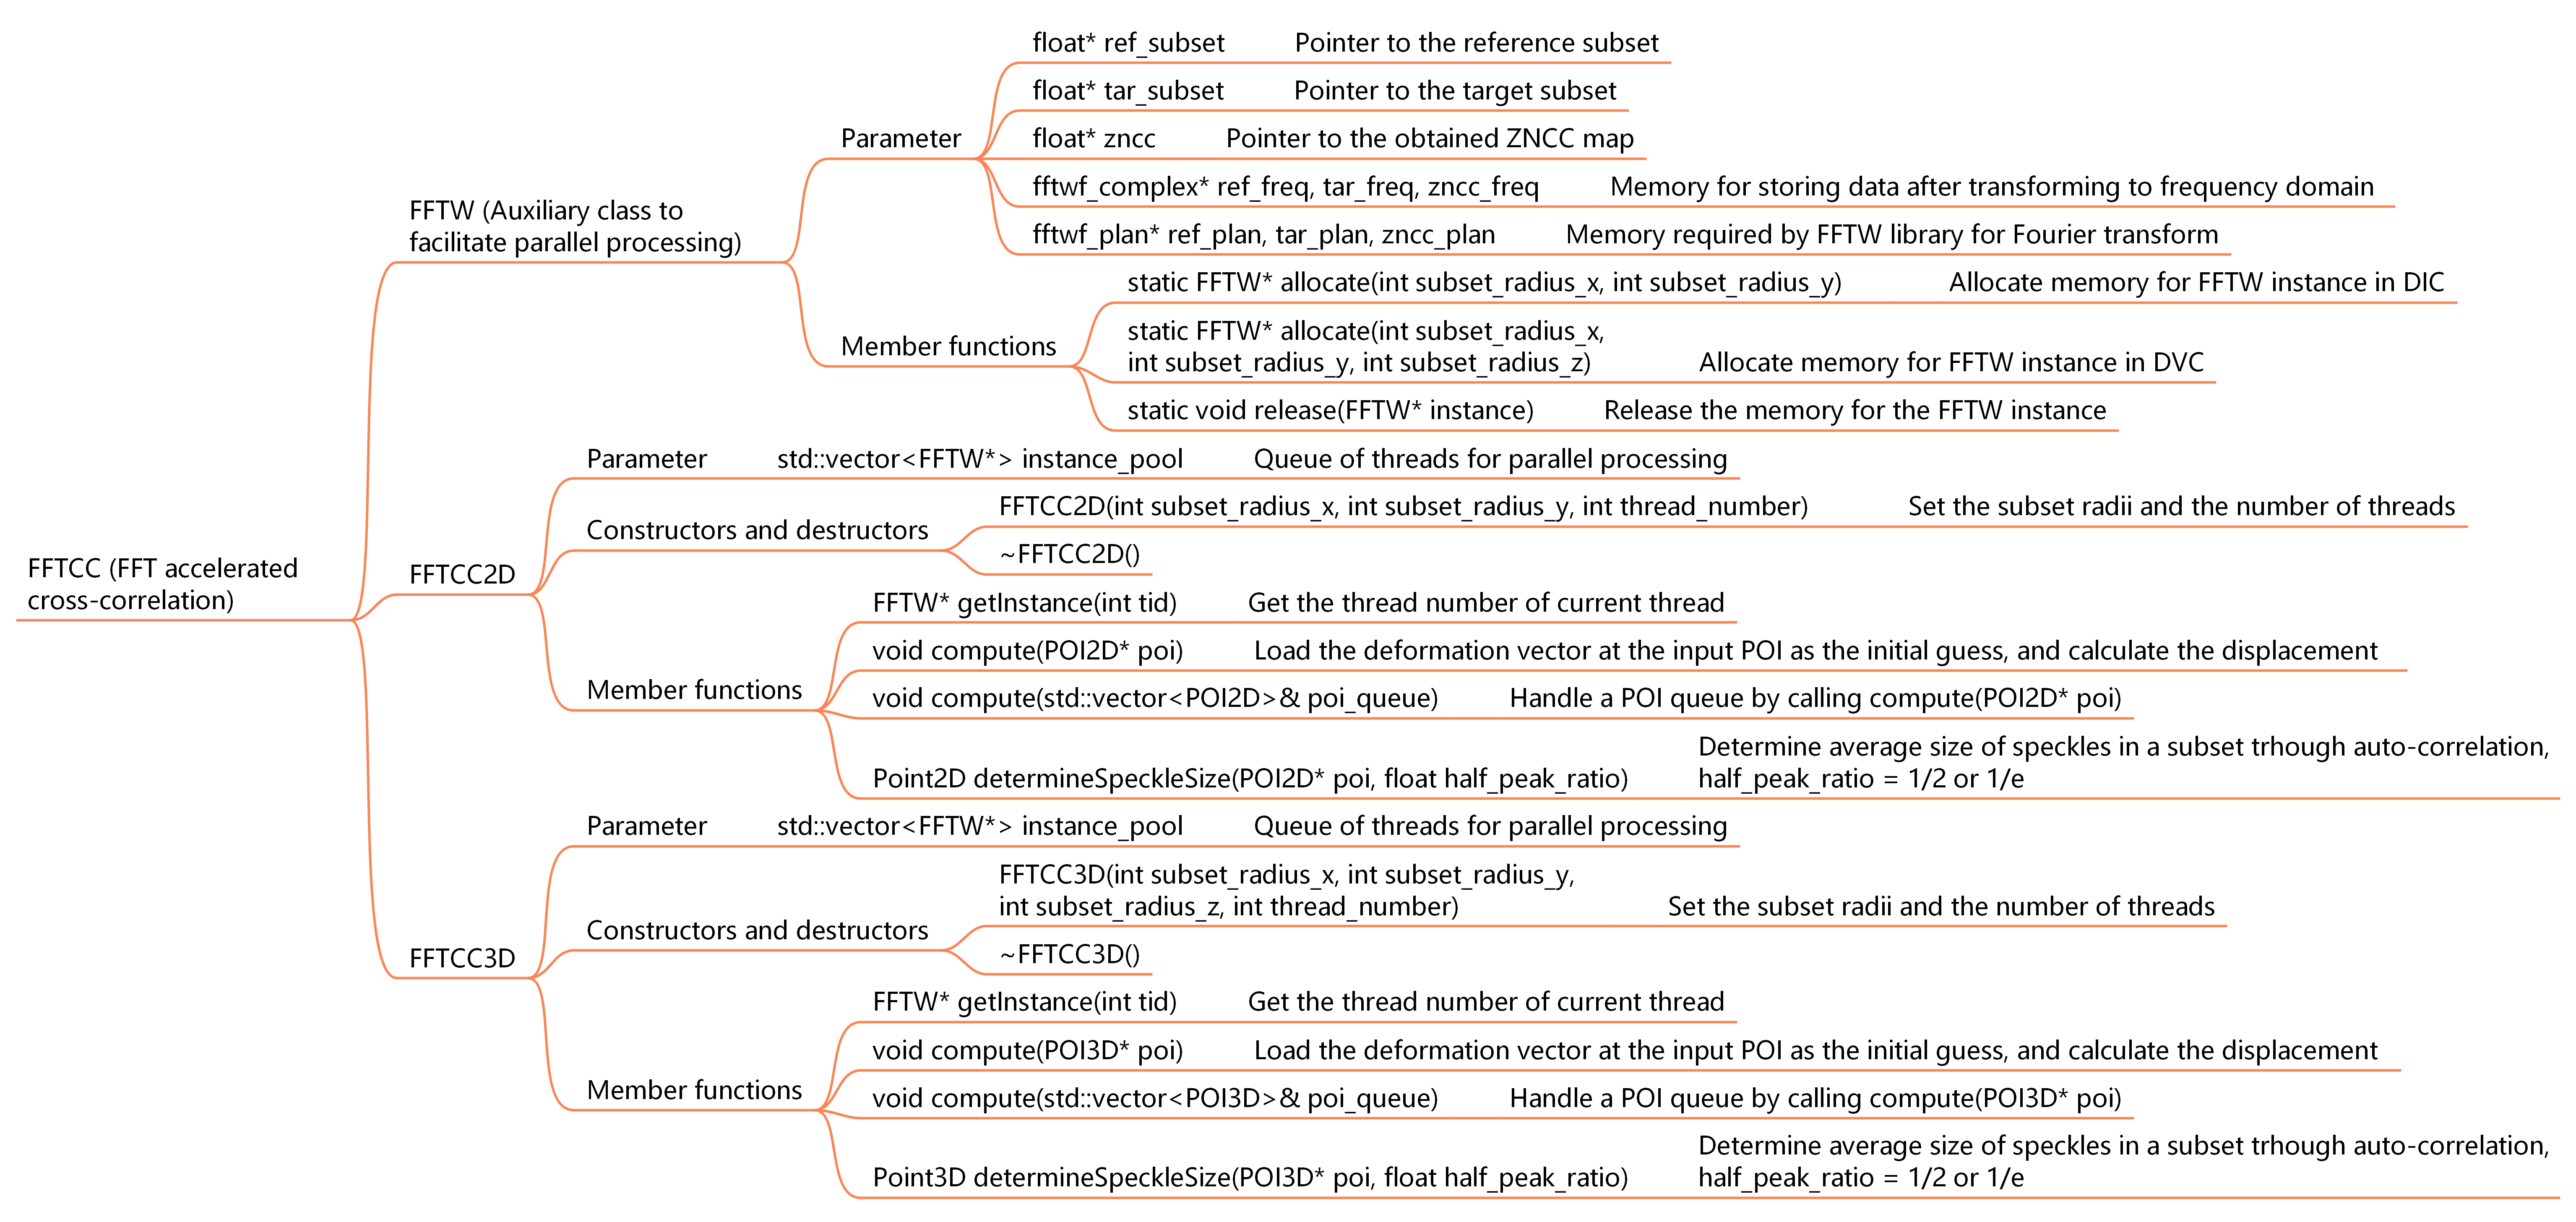 float* ref_subset Pointer to the reference subset
float* tar_subset Pointer to the target subset
Parameter float* zncc Pointer to the obtained ZNCC map
fftwf_complex* ref_freq, tar_freq, zncc_freq Memory for storing data after transforming to frequency domain
FFTW (Auxiliary class to
facilitate parallel processing)
fftwf_plan* ref_plan, tar_plan, zncc_plan Memory required by FFTW library for Fourier transform
static FFTW* allocate(int subset_radius_x, int subset_radius_y) Allocate memory for FFTW instance in DIC
Member functions
static FFTW* allocate(int subset_radius_x,
int subset_radius_y, int subset_radius_z) Allocate memory for FFTW instance in DVC
static void release(FFTW* instance) Release the memory for the FFTW instance
Parameter std::vector<FFTW*> instance_pool Queue of threads for parallel processing
FFTCC2D(int subset_radius_x, int subset_radius_y, int thread_number) Set the subset radii and the number of threads
Constructors and destructors
~FFTCC2D()
FFTCC (FFT accelerated
cross-correlation)
FFTCC2D
FFTW* getInstance(int tid) Get the thread number of current thread
void compute(POI2D* poi) Load the deformation vector at the input POI as the initial guess, and calculate the displacement
Member functions
void compute(std::vector<POI2D>& poi_queue) Handle a POI queue by calling compute(POI2D* poi)
Point2D determineSpeckleSize(POI2D* poi, float half_peak_ratio)
Determine average size of speckles in a subset trhough auto-correlation,
half_peak_ratio = 1/2 or 1/e
Parameter std::vector<FFTW*> instance_pool Queue of threads for parallel processing
FFTCC3D(int subset_radius_x, int subset_radius_y,
int subset_radius_z, int thread_number) Set the subset radii and the number of threads
Constructors and destructors
~FFTCC3D()
FFTCC3D
FFTW* getInstance(int tid) Get the thread number of current thread
void compute(POI3D* poi) Load the deformation vector at the input POI as the initial guess, and calculate the displacement
Member functions
void compute(std::vector<POI3D>& poi_queue) Handle a POI queue by calling compute(POI3D* poi)
Point3D determineSpeckleSize(POI3D* poi, float half_peak_ratio)
Determine average size of speckles in a subset trhough auto-correlation,
half_peak_ratio = 1/2 or 1/e